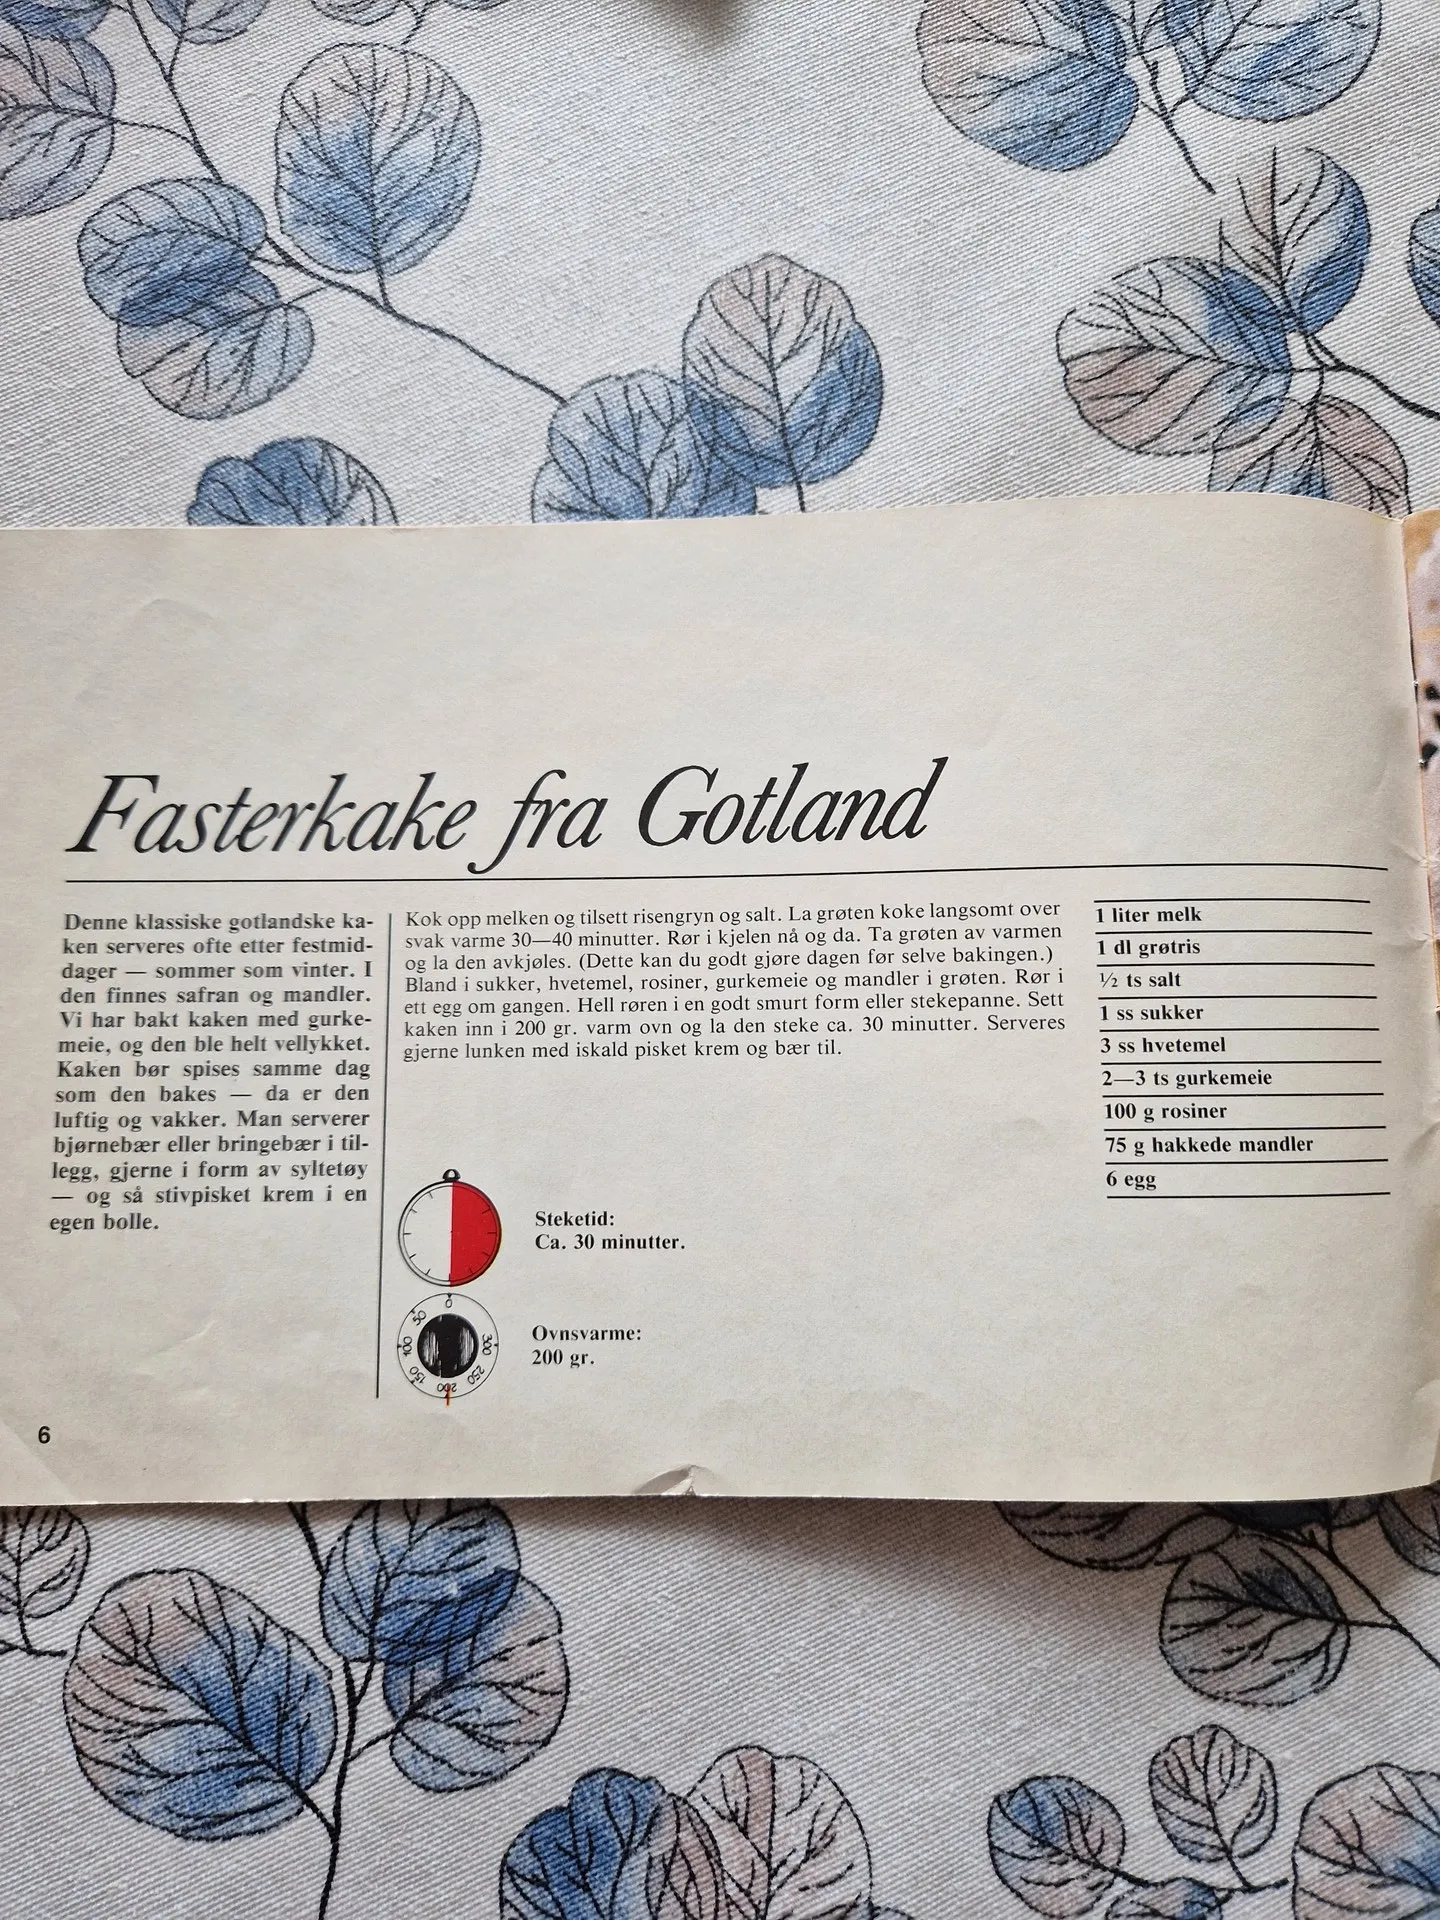 Fasterkake fra Gotland
Denne klassiske gotlandske ka-
ken serveres ofte etter festmid-
dager — sommer som vinter. I
den finnes safran og mandler.
Vi har bakt kaken med gurke-
meie, og den ble helt vellykket.
Kaken bør spises samme dag
som den bakes — da er den
luftig og vakker. Man serverer
bjørnebær eller bringebær i til-
legg, gjerne i form av syltetøy
— og så stivpisket krem i en
egen bolle.
Kok opp melken og tilsett risengryn og salt. La grøten koke langsomt over
svak varme 30—40 minutter. Rør i kjelen nå og da. Ta grøten av varmen
og la den avkjøles. (Dette kan du godt gjøre dagen før selve bakingen.)
Bland i sukker, hvetemel, rosiner, gurkemeie og mandler i grøten. Rør i
ett egg om gangen. Hell røren i en godt smurt form eller stekepanne. Sett
kaken inn i 200 gr. varm ovn og la den steke ca. 30 minutter. Serveres
gjerne lunken med iskald pisket krem og bær til.
Steketid:
Ca. 30 minutter.
0
50
100
150
200
250
300
Ovnsvarme:
200 gr.
1 liter melk
1 dl grøtris
½ ts salt
1 ss sukker
3 ss hvetemel
2—3 ts gurkemeie
100 g rosiner
75 g hakkede mandler
6 egg
6